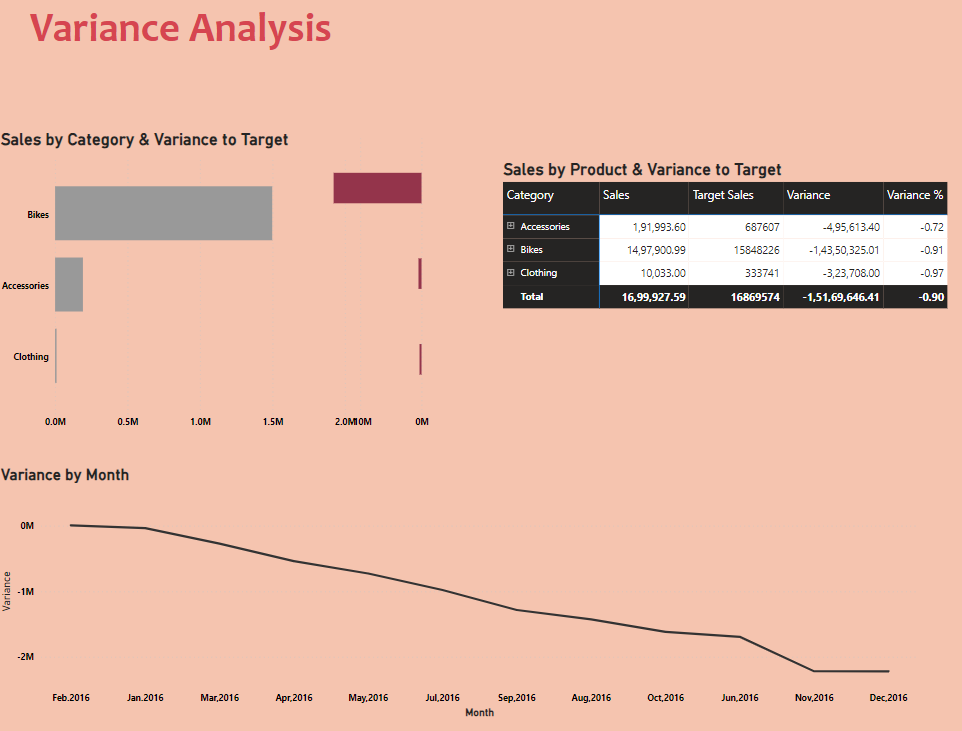 Variance Analysis
Sales by Category & Variance to Target
Bikes
Accessories
Clothing
0.0M 0.5M 1.0M 1.5M 2.0M 0M
Sales by Product & Variance to Target
Category Sales Target Sales Variance Variance %
Accessories 1,91,993.60 687607 -4,95,613.40 -0.72
Bikes 14,97,900.99 15848226 -1,43,50,325.01 -0.91
Clothing 10,033.00 333741 -3,23,708.00 -0.97
Total 16,99,927.59 16869574 -1,51,69,646.41 -0.90
Variance by Month
Variance
0M
-1M
-2M
Feb,2016 Jan,2016 Mar,2016 Apr,2016 May,2016 Jul,2016 Sep,2016 Aug,2016 Oct,2016 Jun,2016 Nov,2016 Dec,2016
Month